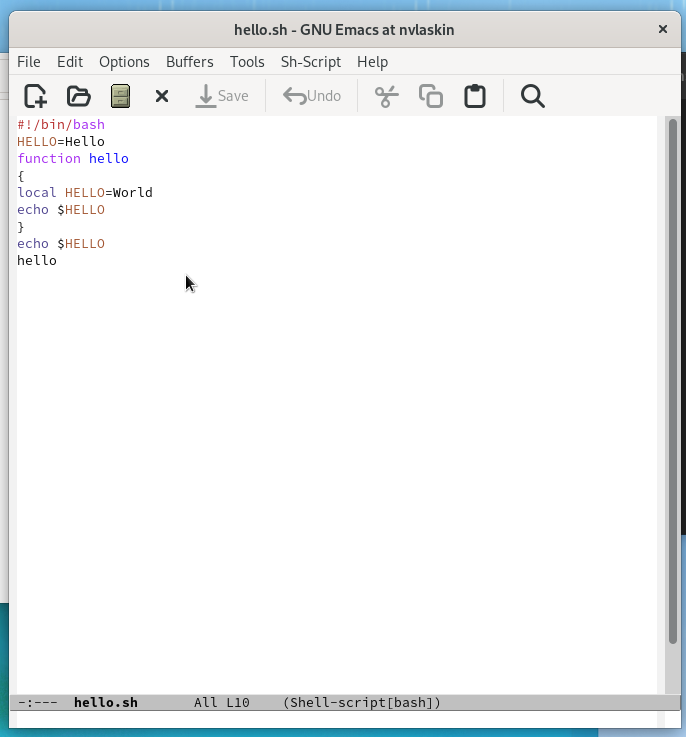 hello.sh - GNU Emacs at nvlaskin
File Edit Options Buffers Tools Sh-Script Help
Save Undo
#!/bin/bash
HELLO=Hello
function hello
{
local HELLO=World
echo $HELLO
}
echo $HELLO
hello
-:--- hello.sh All L10 (Shell-script[bash])